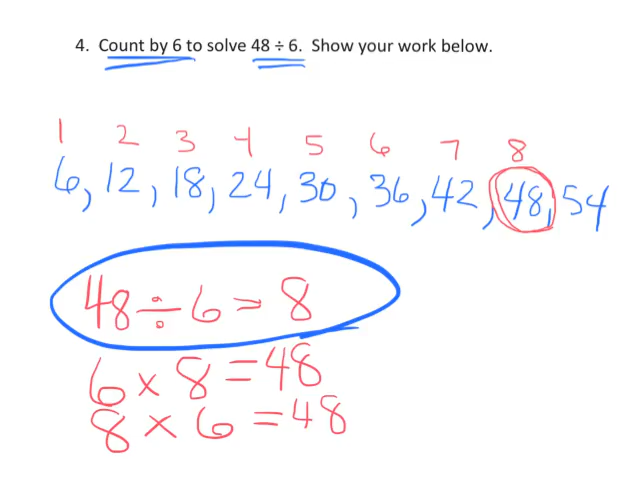 4. Count by 6 to solve 48 ÷ 6. Show your work below.
1 2 3 4 5 6 7 8
6, 12, 18, 24, 30, 36, 42, 48, 54
48 ÷ 6 = 8
6 × 8 = 48
8 × 6 = 48